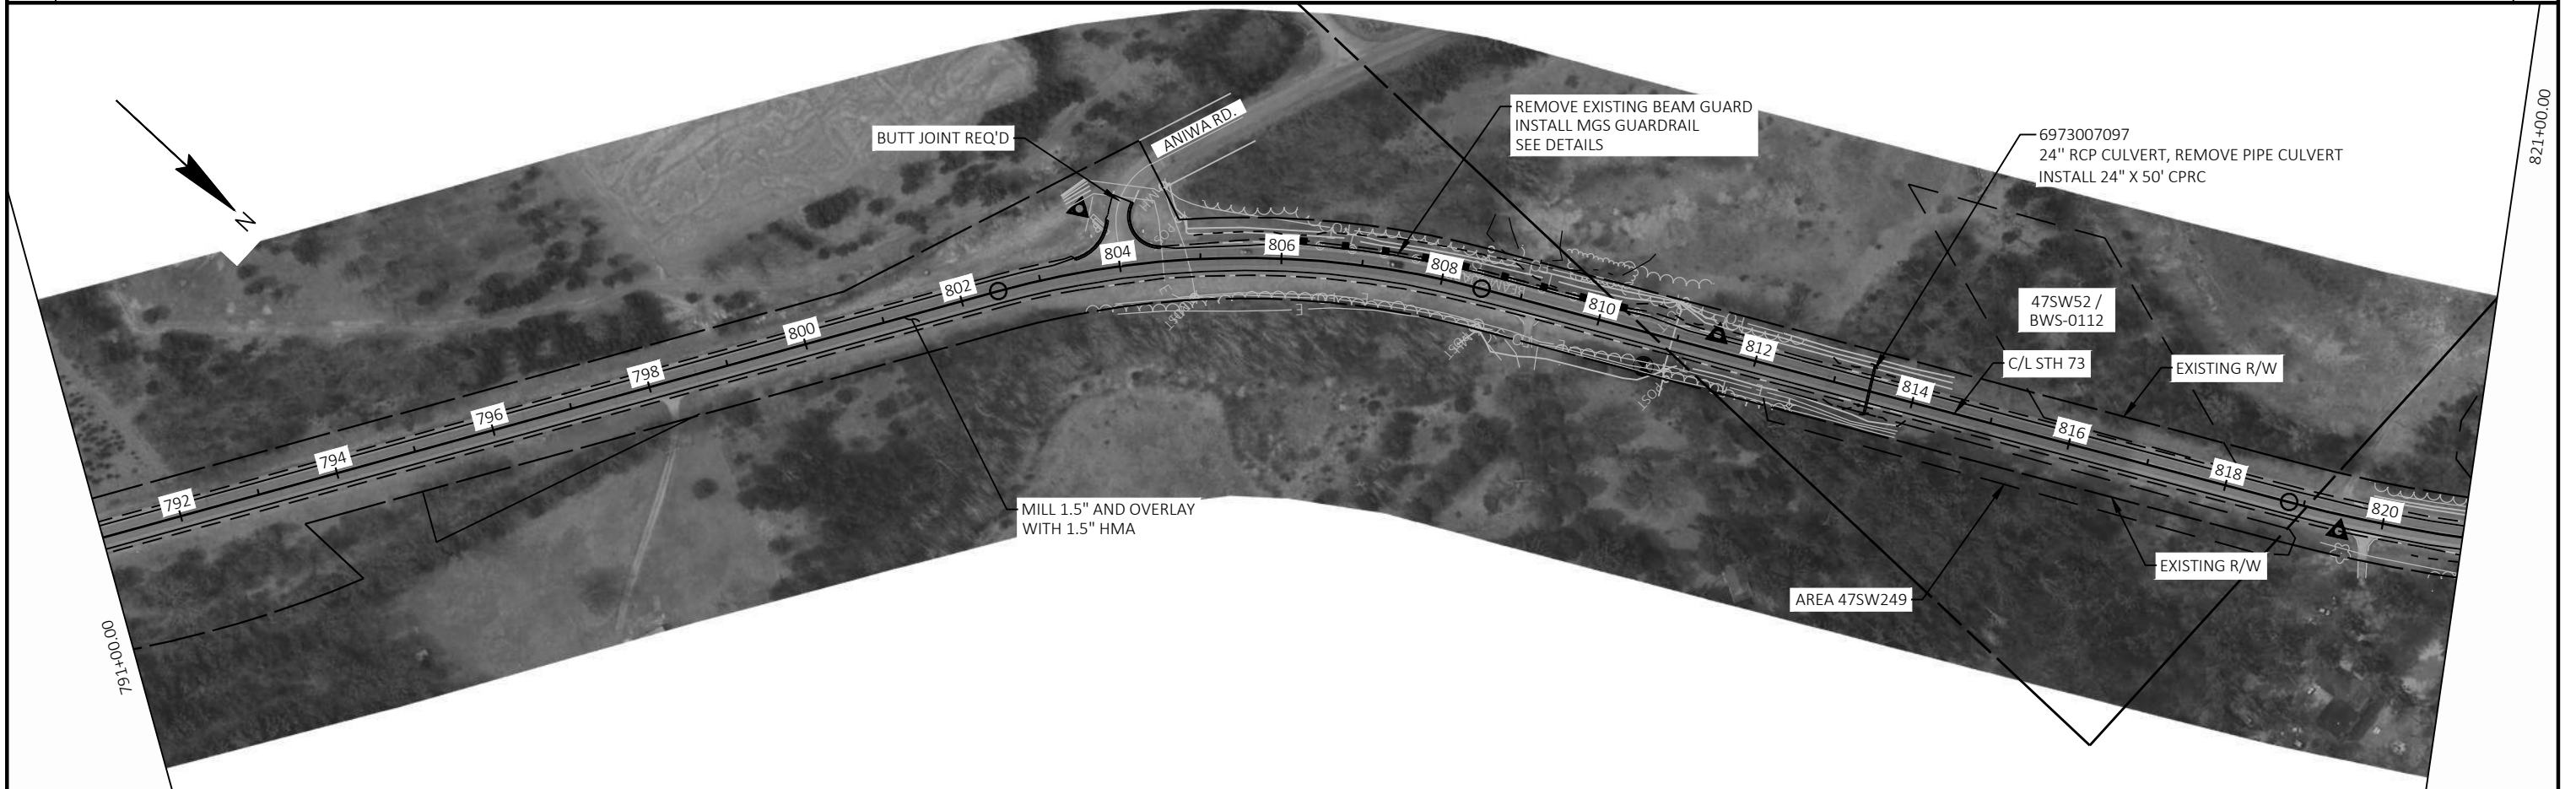 BUTT JOINT REQ'D
ANIWA RD.
REMOVE EXISTING BEAM GUARD
INSTALL MGS GUARDRAIL
SEE DETAILS
6973007097
24" RCP CULVERT, REMOVE PIPE CULVERT
INSTALL 24" X 50' CPRC
821+00.00
N
792
794
796
798
800
802
804
806
808
810
812
814
816
818
820
47SW52 /
BWS-0112
C/L STH 73
EXISTING R/W
MILL 1.5" AND OVERLAY
WITH 1.5" HMA
EXISTING R/W
AREA 47SW249
791+00.00